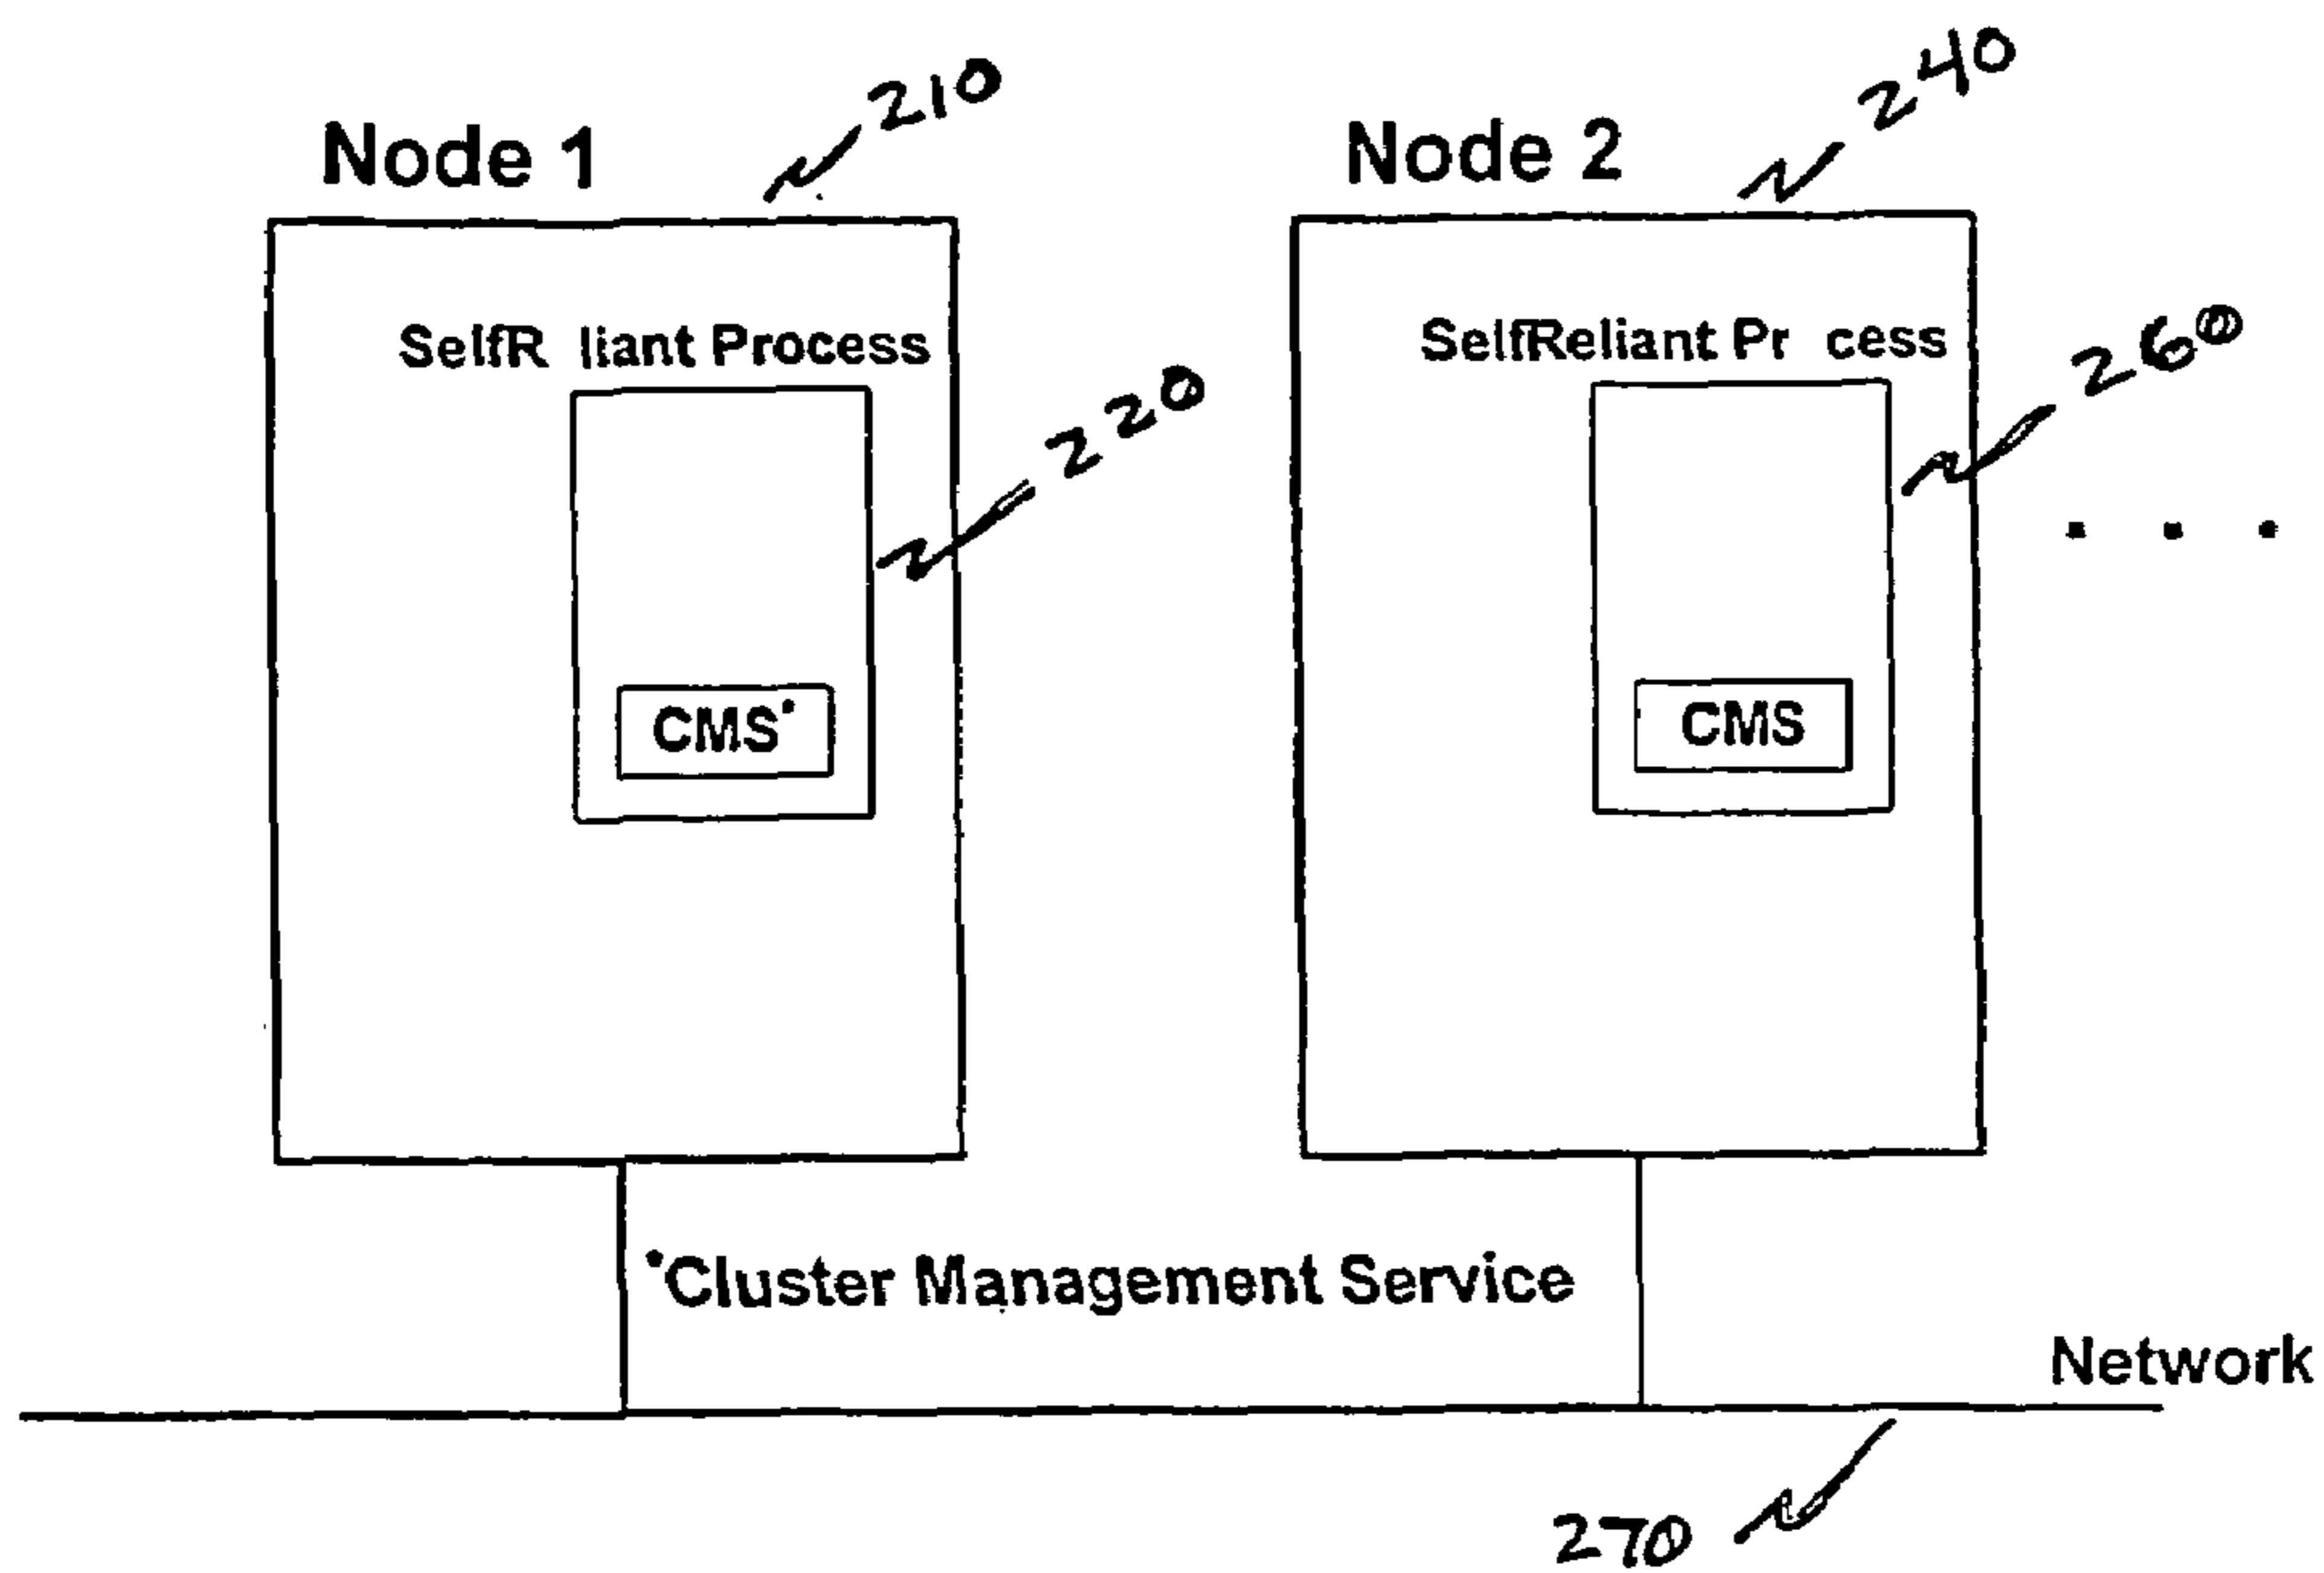 210
240
Node 1
Node 2
SelfR liant Process
SelfReliant Pr cess
260
220
CMS*
CMS
*Cluster Management Service
Network
270